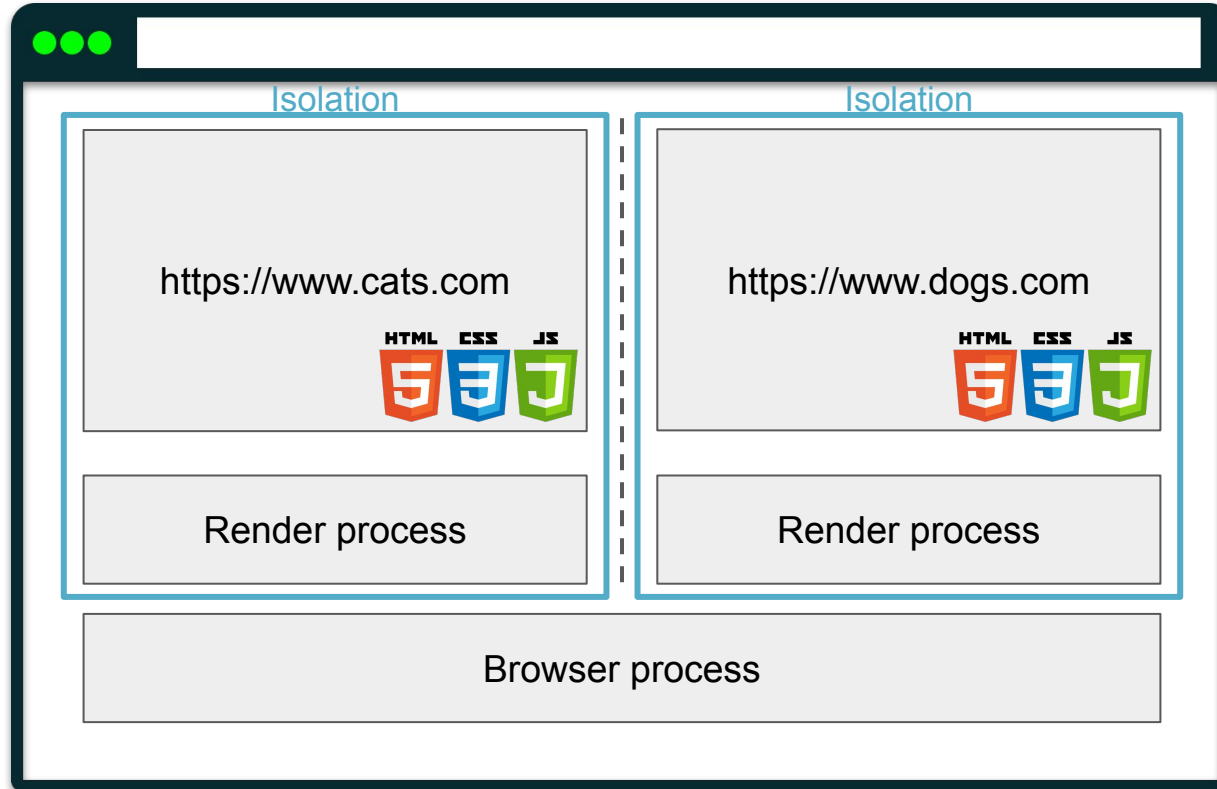 Isolation
Isolation
https://www.cats.com
https://www.dogs.com
HTML CSS JS
HTML CSS JS
Render process
Render process
Browser process